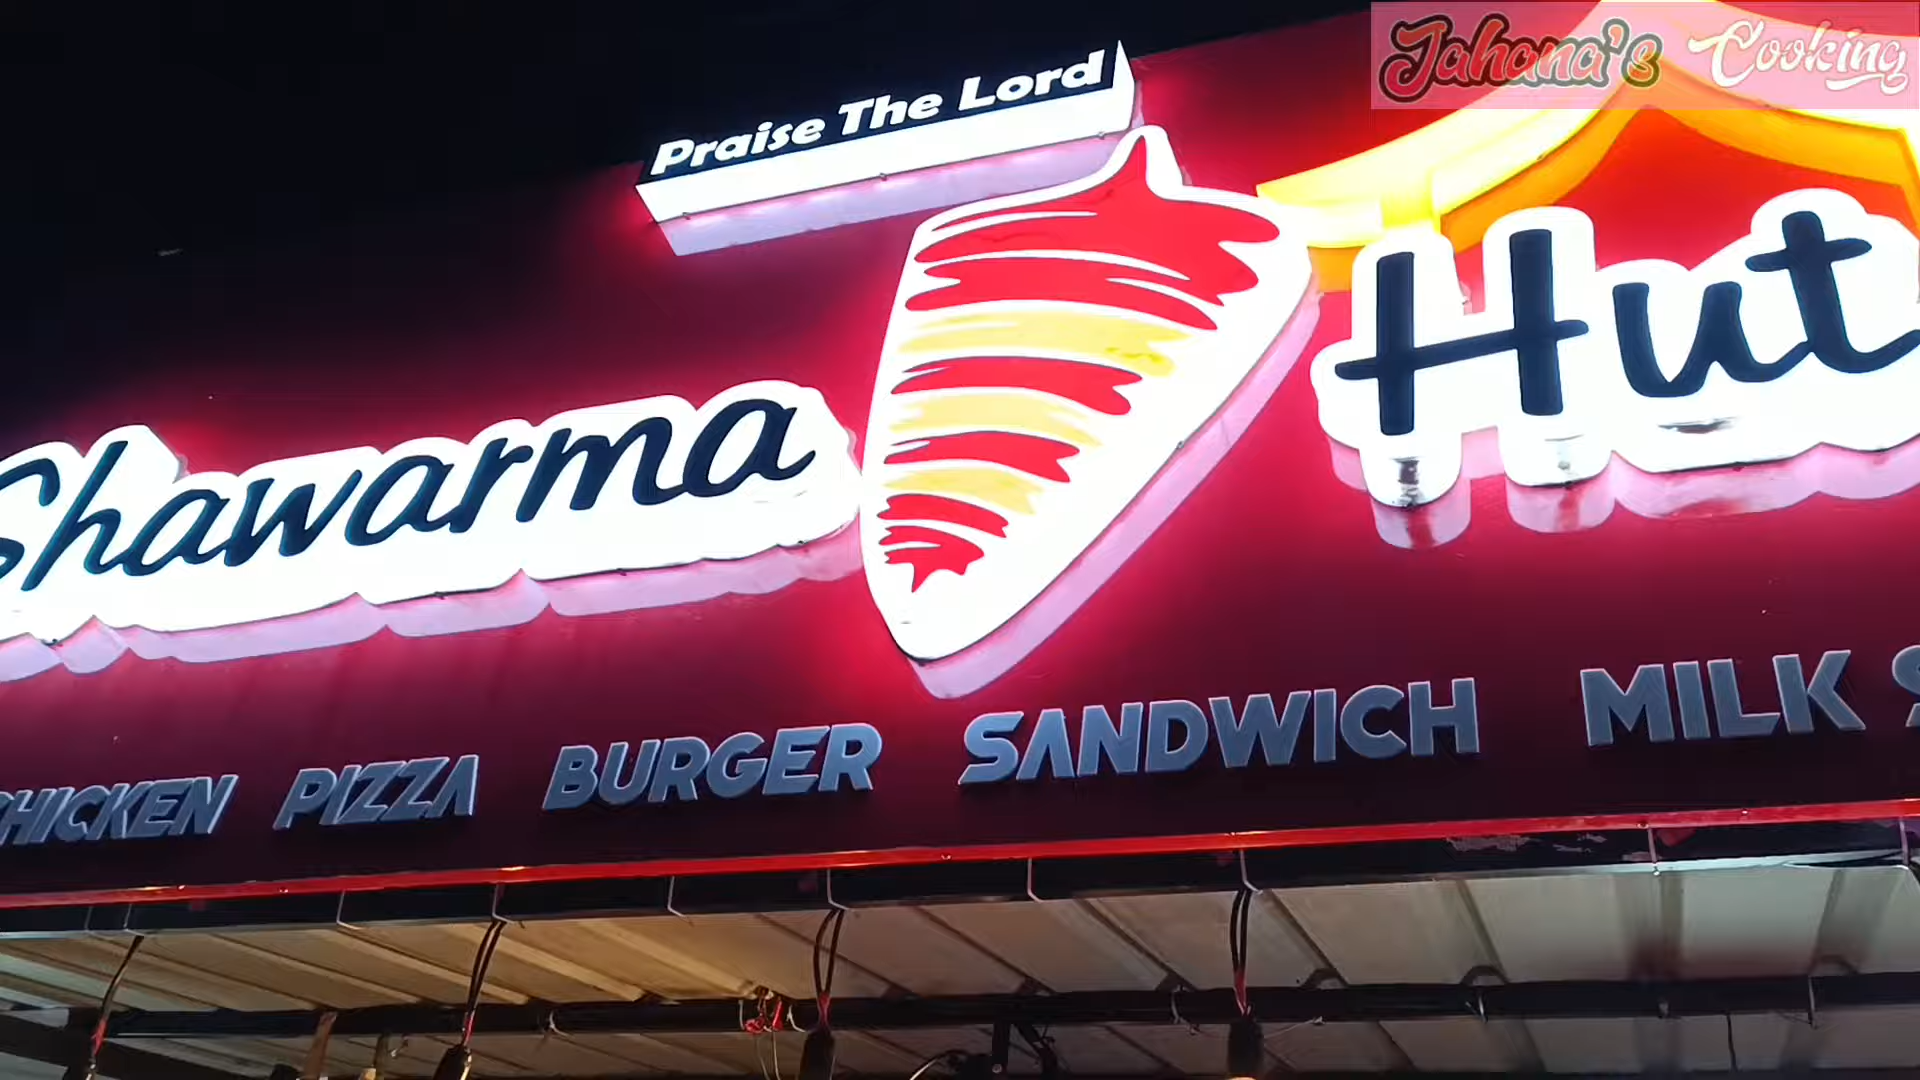 Jahana's Cooking
Praise The Lord
Shawarma Hut
CHICKEN PIZZA BURGER SANDWICH MILK